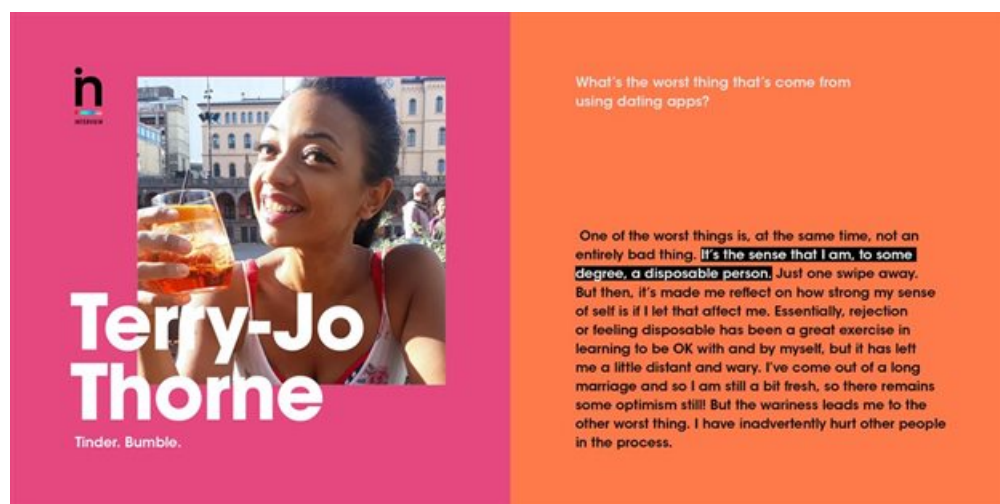 in
INTERVIEW
Terry-Jo
Thorne
Tinder. Bumble.
What's the worst thing that's come from
using dating apps?
One of the worst things is, at the same time, not an
entirely bad thing. It's the sense that I am, to some
degree, a disposable person. Just one swipe away.
But then, it's made me reflect on how strong my sense
of self is if I let that affect me. Essentially, rejection
or feeling disposable has been a great exercise in
learning to be OK with and by myself, but it has left
me a little distant and wary. I've come out of a long
marriage and so I am still a bit fresh, so there remains
some optimism still! But the wariness leads me to the
other worst thing. I have inadvertently hurt other people
in the process.